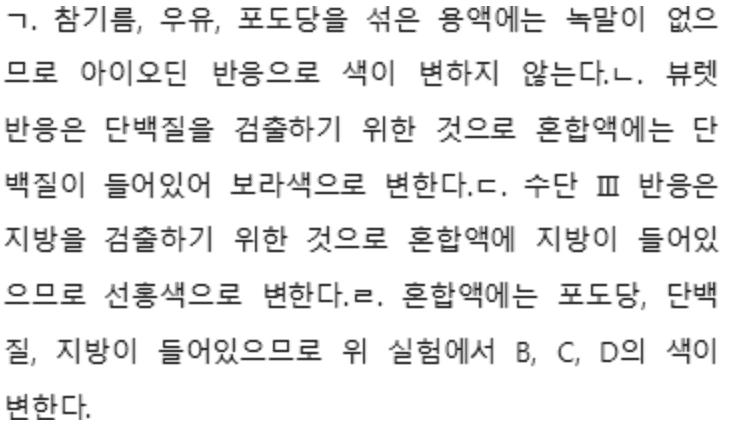 ㄱ. 참기름, 우유, 포도당을 섞은 용액에는 녹말이 없으
므로 아이오딘 반응으로 색이 변하지 않는다.ㄴ. 뷰렛
반응은 단백질을 검출하기 위한 것으로 혼합액에는 단
백질이 들어있어 보라색으로 변한다.ㄷ. 수단 Ⅲ 반응은
지방을 검출하기 위한 것으로 혼합액에 지방이 들어있
으므로 선홍색으로 변한다.ㄹ. 혼합액에는 포도당, 단백
질, 지방이 들어있으므로 위 실험에서 B, C, D의 색이
변한다.